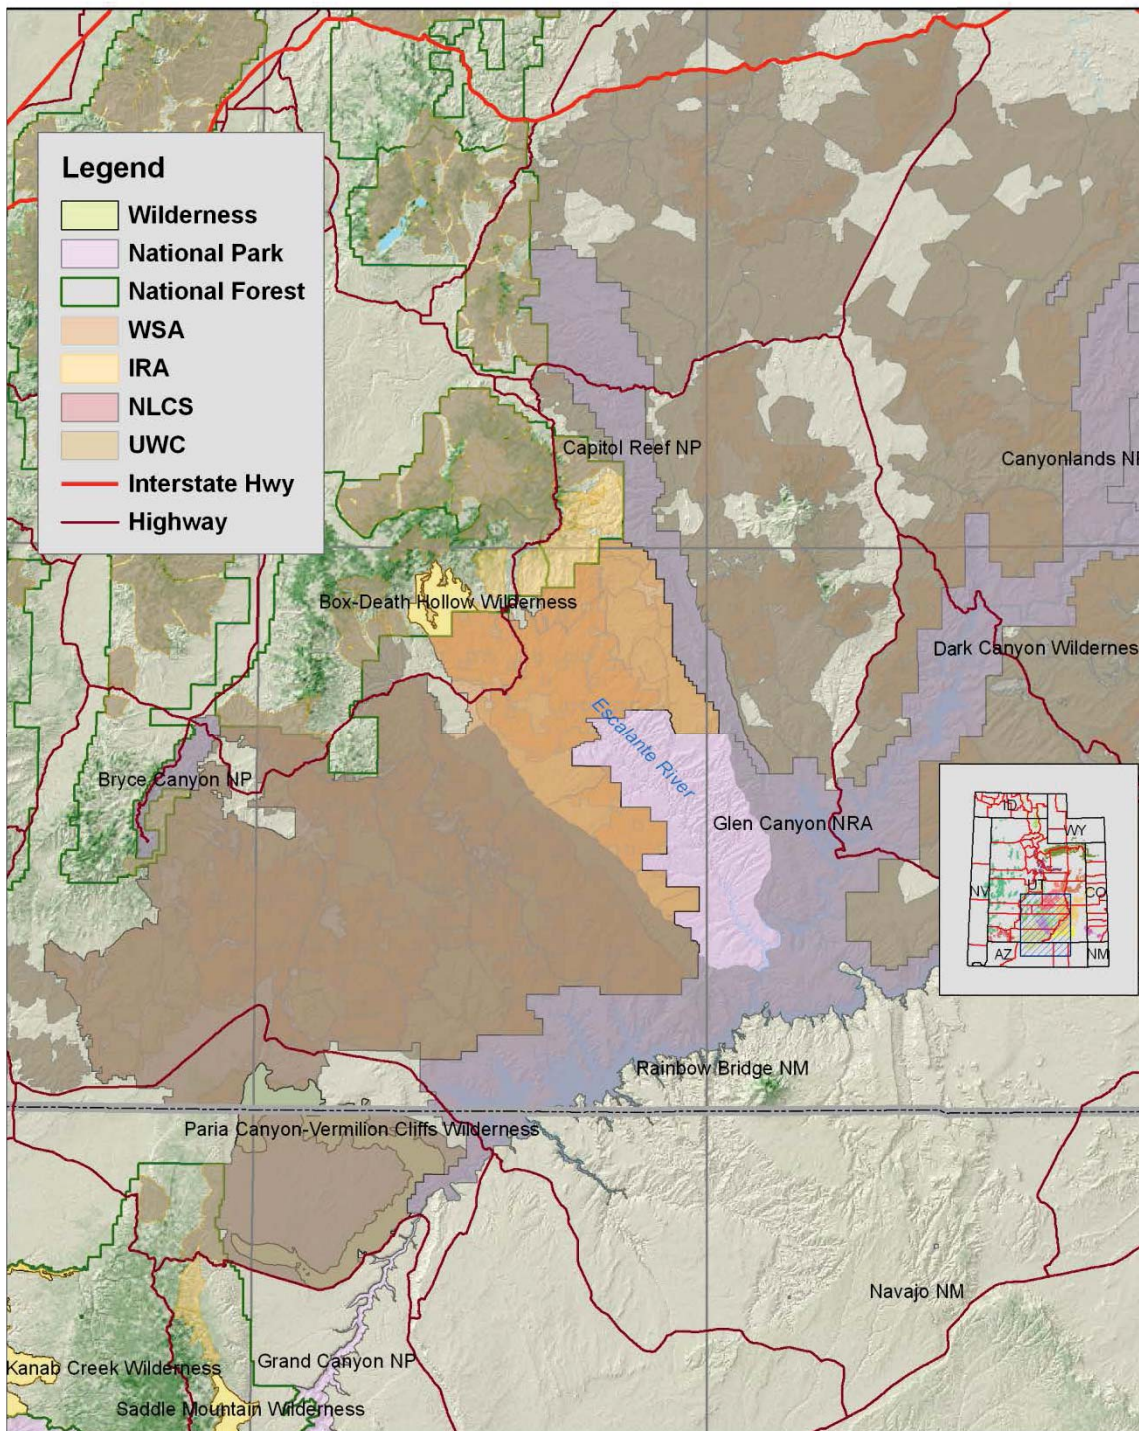 Legend
Wilderness
National Park
National Forest
WSA
IRA
NLCS
UWC
Interstate Hwy
Highway
Capitol Reef NP
Canyonlands N
Box-Death Hollow Wilderness
Dark Canyon Wildernes
Escalante River
Bryce Canyon NP
Glen Canyon NRA
ID
WY
NV
UT
CO
AZ
NM
Rainbow Bridge NM
Paria Canyon-Vermilion Cliffs Wilderness
Navajo NM
Grand Canyon NP
Kanab Creek Wilderness
Saddle Mountain Wilderness